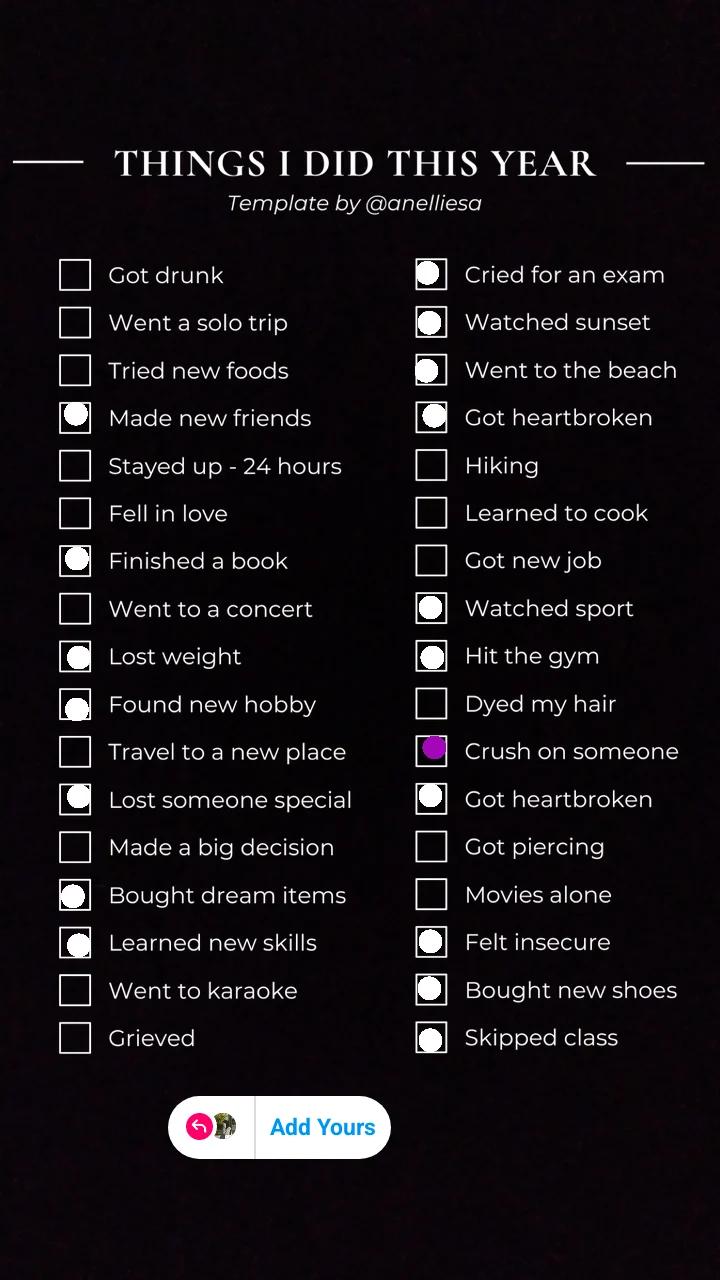 THINGS I DID THIS YEAR
Template by @anelliesa
Got drunk
Went a solo trip
Tried new foods
Made new friends
Stayed up - 24 hours
Fell in love
Finished a book
Went to a concert
Lost weight
Found new hobby
Travel to a new place
Lost someone special
Made a big decision
Bought dream items
Learned new skills
Went to karaoke
Grieved
Cried for an exam
Watched sunset
Went to the beach
Got heartbroken
Hiking
Learned to cook
Got new job
Watched sport
Hit the gym
Dyed my hair
Crush on someone
Got heartbroken
Got piercing
Movies alone
Felt insecure
Bought new shoes
Skipped class
Add Yours